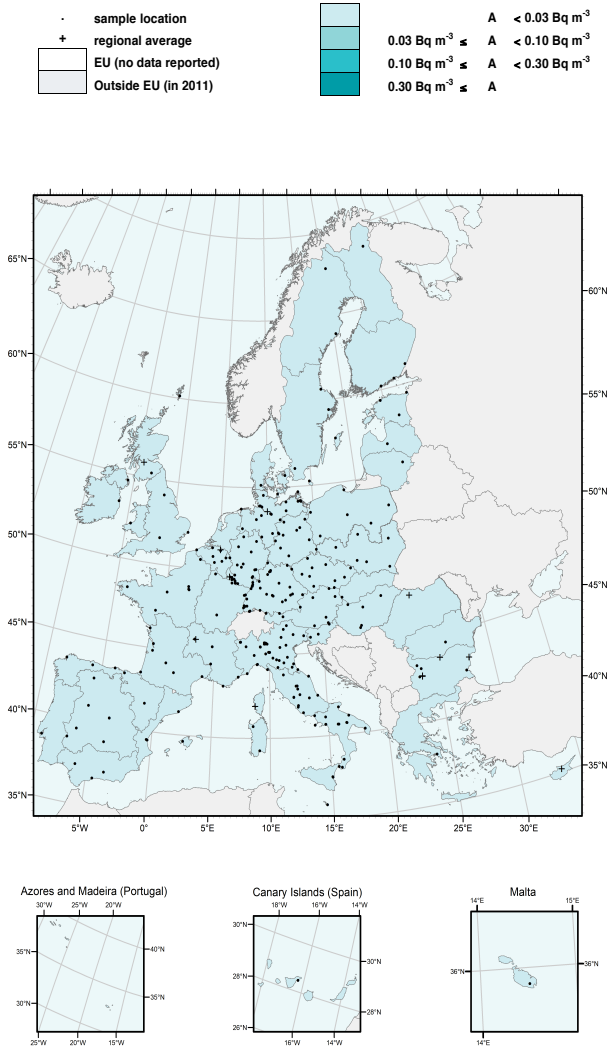 sample location
regional average
EU (no data reported)
Outside EU (in 2011)
A < 0.03 Bq m⁻³
0.03 Bq m⁻³ ≤ A < 0.10 Bq m⁻³
0.10 Bq m⁻³ ≤ A < 0.30 Bq m⁻³
0.30 Bq m⁻³ ≤ A
65°N
60°N
55°N
50°N
45°N
40°N
35°N
60°N
55°N
50°N
45°N
40°N
35°N
5°W 0° 5°E 10°E 15°E 20°E 25°E 30°E
Azores and Madeira (Portugal)
30°W 25°W 20°W
35°N
30°N
40°N
35°N
25°W 20°W 15°W
Canary Islands (Spain)
18°W 16°W 14°W
30°N
28°N
26°N
30°N
28°N
16°W 14°W
Malta
14°E 15°E
36°N
36°N
14°E